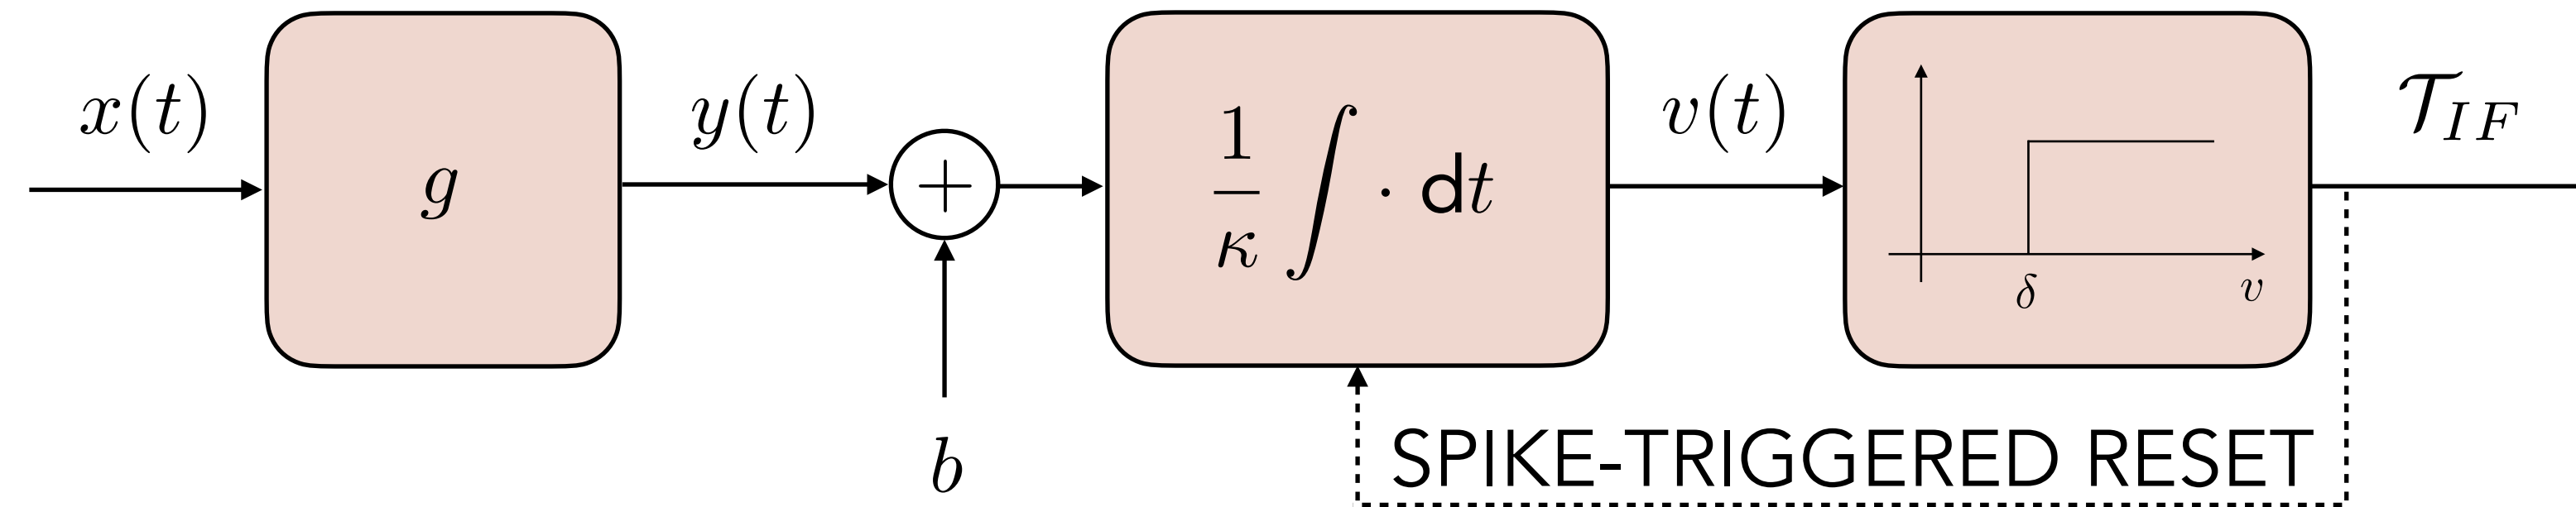 x(t)
g
y(t)
+
b
1/κ ∫ · dt
v(t)
δ
v
𝒯_IF
SPIKE-TRIGGERED RESET